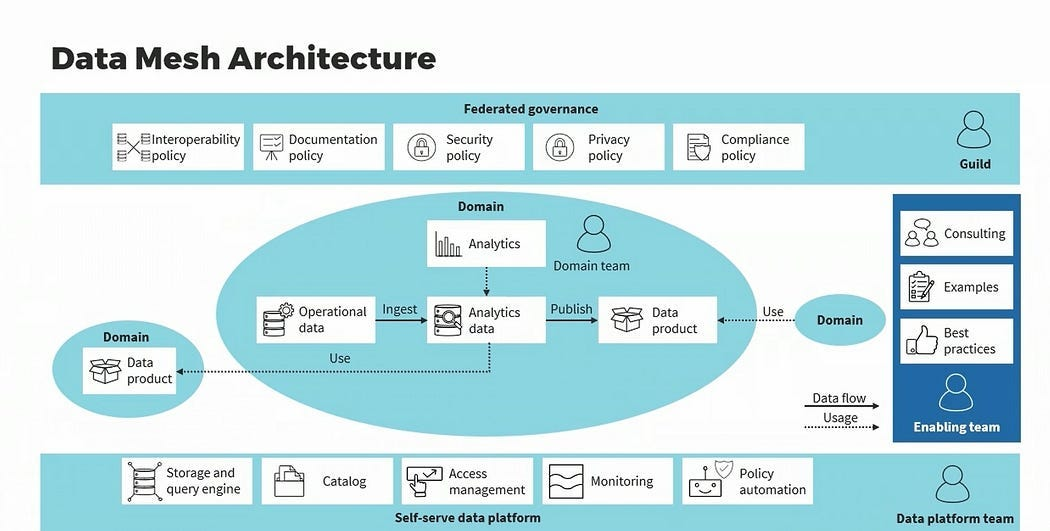 Data Mesh Architecture
Federated governance
Interoperability
policy
Documentation
policy
Security
policy
Privacy
policy
Compliance
policy
Guild
Domain
Analytics
Domain team
Operational
data
Ingest
Analytics
data
Publish
Data
product
Use
Domain
Domain
Data
product
Use
Consulting
Examples
Best
practices
Enabling team
Data flow
Usage
Storage and
query engine
Catalog
Access
management
Monitoring
Policy
automation
Self-serve data platform
Data platform team